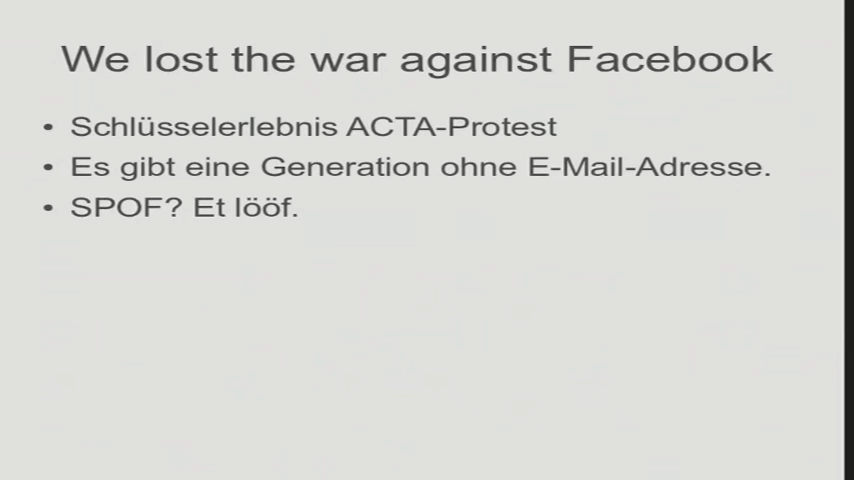 We lost the war against Facebook
• Schlüsselerlebnis ACTA-Protest
• Es gibt eine Generation ohne E-Mail-Adresse.
• SPOF? Et lööf.